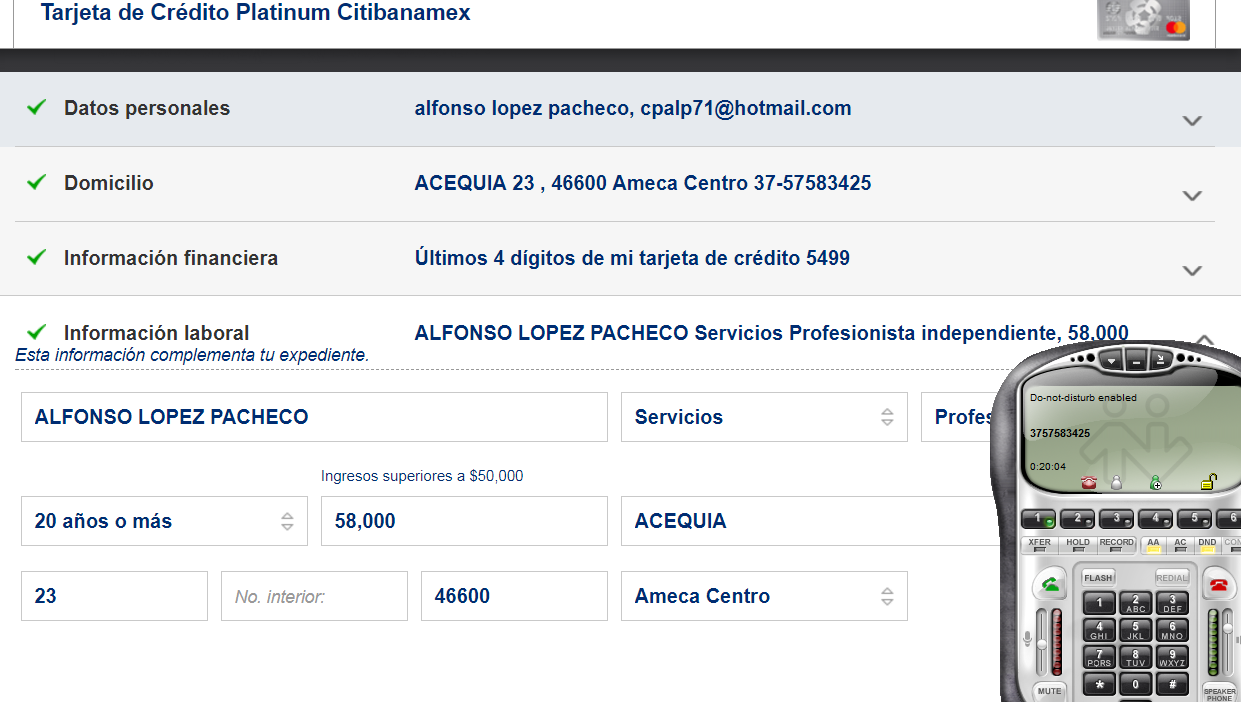 Tarjeta de Crédito Platinum Citibanamex
Datos personales alfonso lopez pacheco, cpalp71@hotmail.com
Domicilio ACEQUIA 23 , 46600 Ameca Centro 37-57583425
Información financiera Últimos 4 dígitos de mi tarjeta de crédito 5499
Información laboral ALFONSO LOPEZ PACHECO Servicios Profesionista independiente, 58,000
Esta información complementa tu expediente.
ALFONSO LOPEZ PACHECO Servicios Profes
Ingresos superiores a $50,000
20 años o más 58,000 ACEQUIA
23 No. interior: 46600 Ameca Centro
Do-not-disturb enabled
3757583425
0:20:04
1 2 3 4 5 6
XFER HOLD RECORD AA AC DND CON
FLASH REDIAL
1 2 ABC 3 DEF
4 GHI 5 JKL 6 MNO
7 PQRS 8 TUV 9 WXYZ
* 0 #
MUTE SPEAKER PHONE